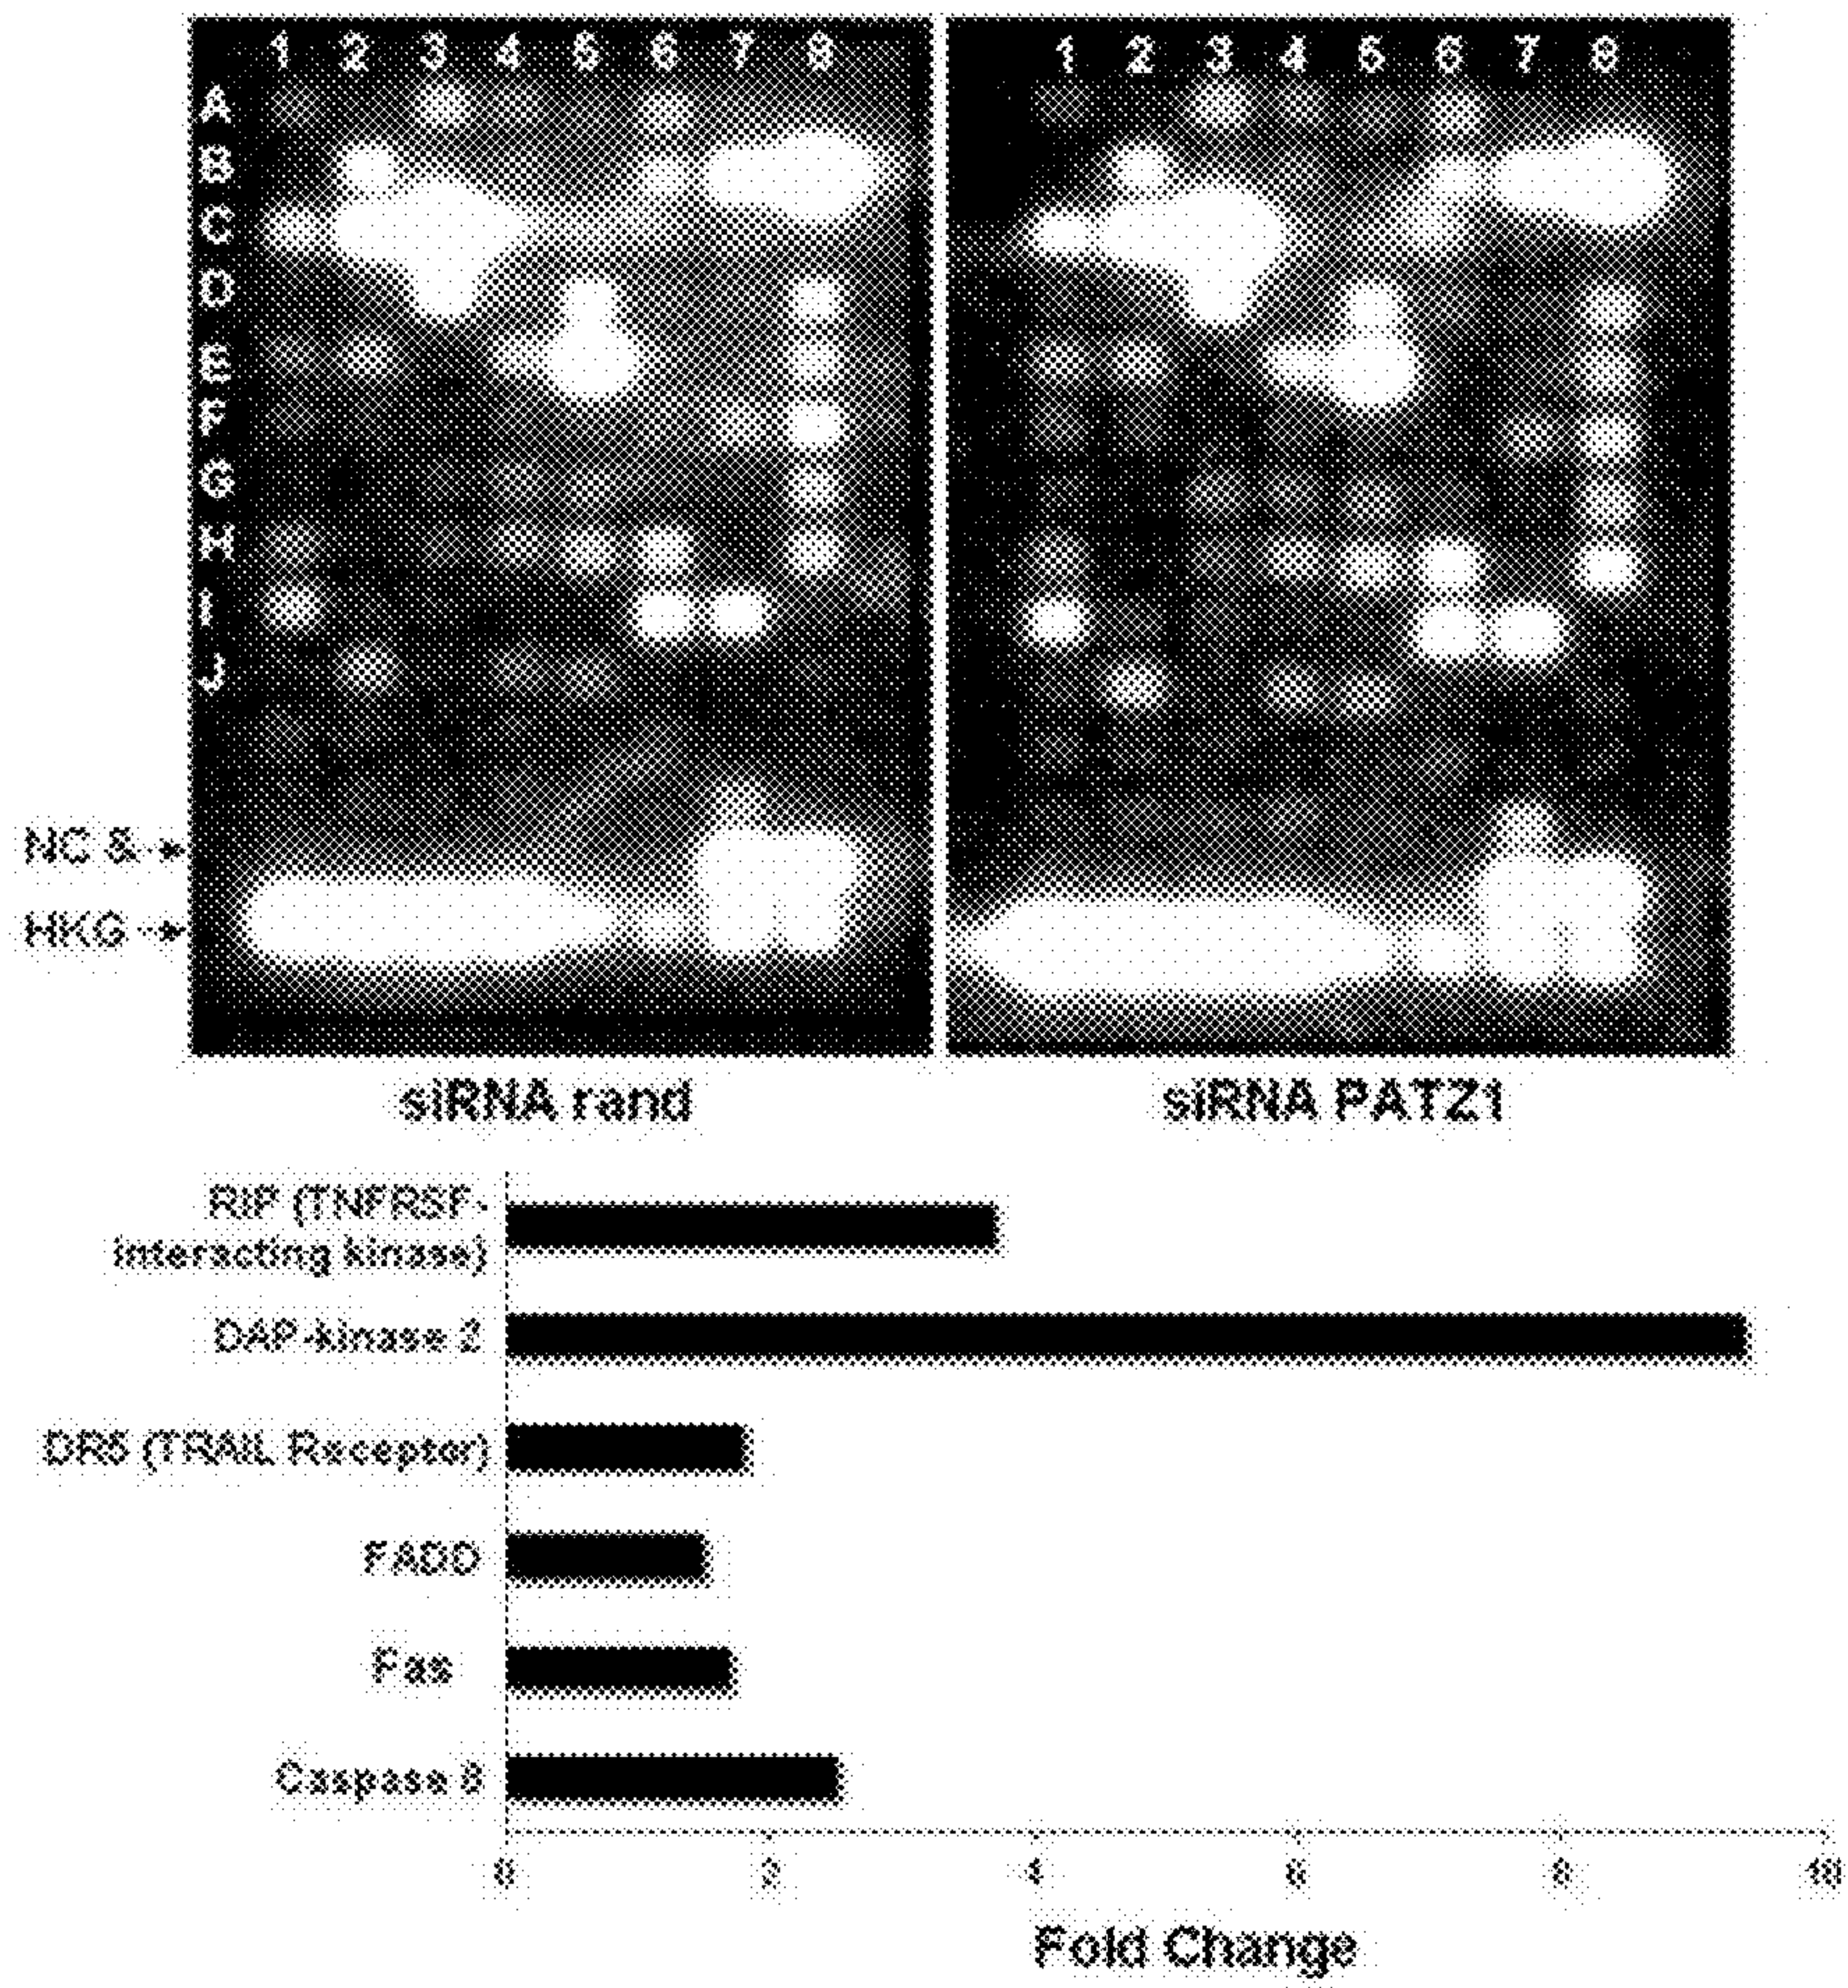 1 2 3 4 5 6 7 8
1 2 3 4 5 6 7 8
A
B
C
D
E
F
G
H
I
J
NC &
HKG
siRNA rand
siRNA PATZ1
RIP (TNFRSF-
interacting kinase)
DAP-kinase 2
DR5 (TRAIL Receptor)
FADD
Fas
Caspase 8
0 2 4 6 8 10
Fold Change